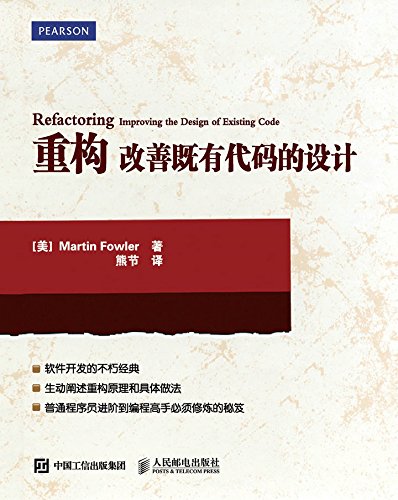 PEARSON
Refactoring Improving the Design of Existing Code
重构 改善既有代码的设计
[美] Martin Fowler 著
熊节 译
软件开发的不朽经典
生动阐述重构原理和具体做法
普通程序员进阶到编程高手必须修炼的秘笈
中国工信出版集团
人民邮电出版社
POSTS & TELECOM PRESS